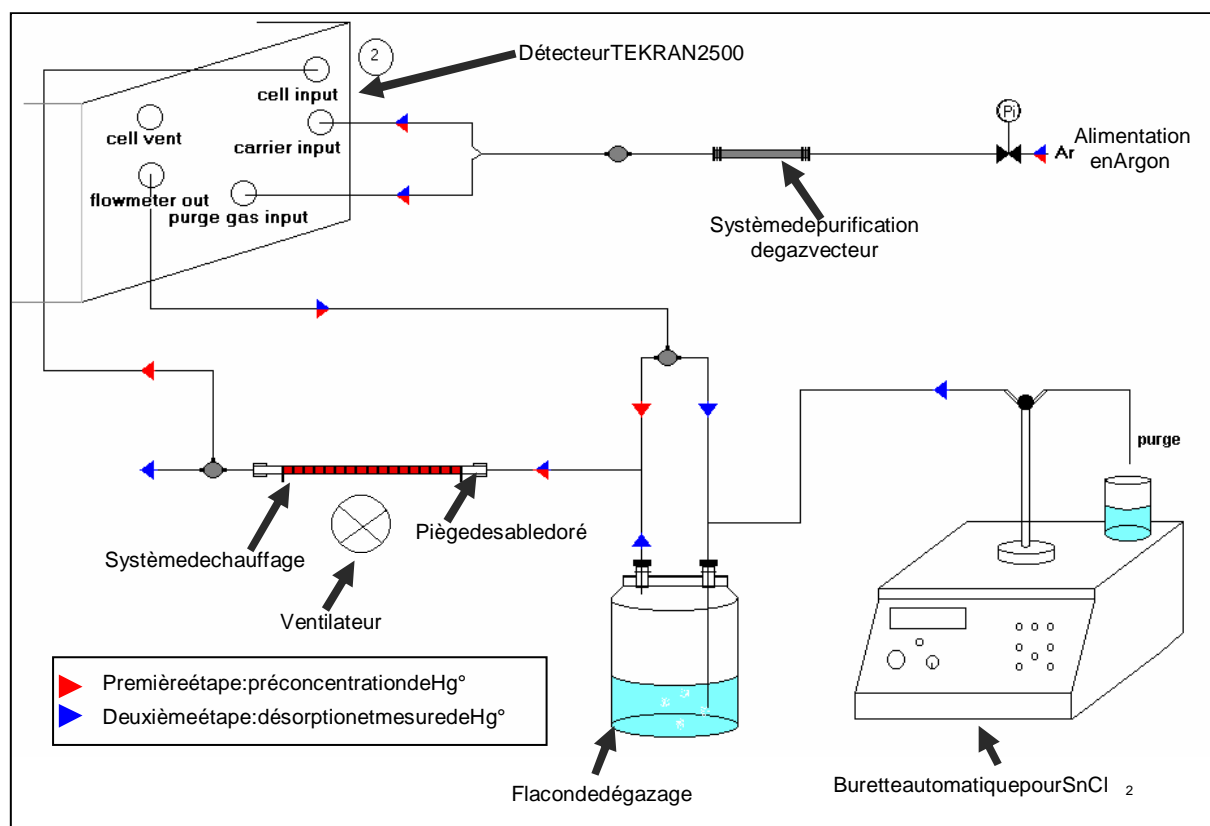 2
DétecteurTEKRAN2500
cell input
cell vent
carrier input
flowmeter out
purge gas input
Pi
Ar
Alimentation
enArgon
Systèmedepurification
degazvecteur
purge
Systèmedechauffage
Piègedesabledoré
Ventilateur
Premièreétape:préconcentrationdeHg°
Deuxièmeétape:désorptionetmesuredeHg°
Flacondedégazage
BuretteautomatiquepourSnCl 2